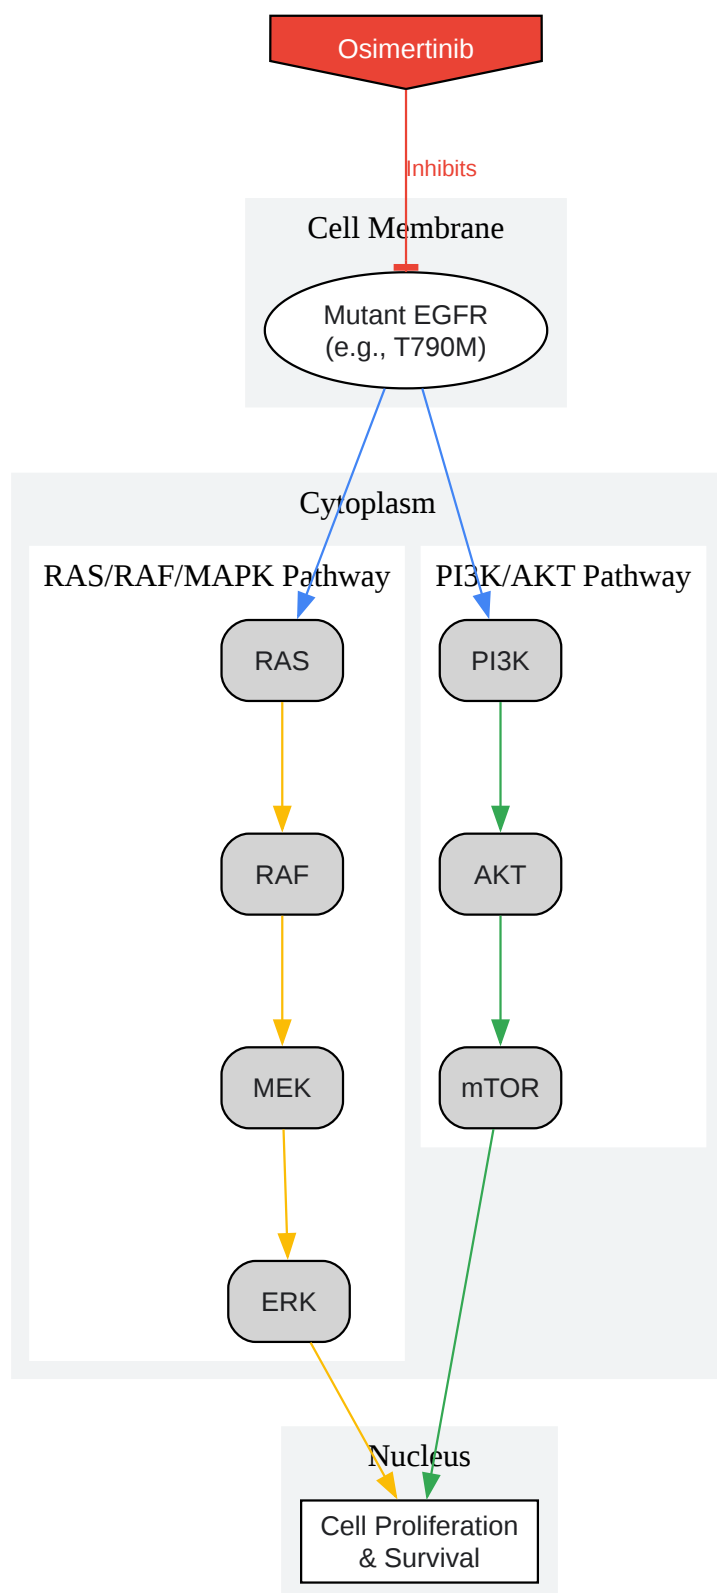 Osimertinib
Inhibits
Cell Membrane
Mutant EGFR
(e.g., T790M)
Cytoplasm
RAS/RAF/MAPK Pathway
PI3K/AKT Pathway
RAS
PI3K
RAF
AKT
MEK
mTOR
ERK
Nucleus
Cell Proliferation
& Survival